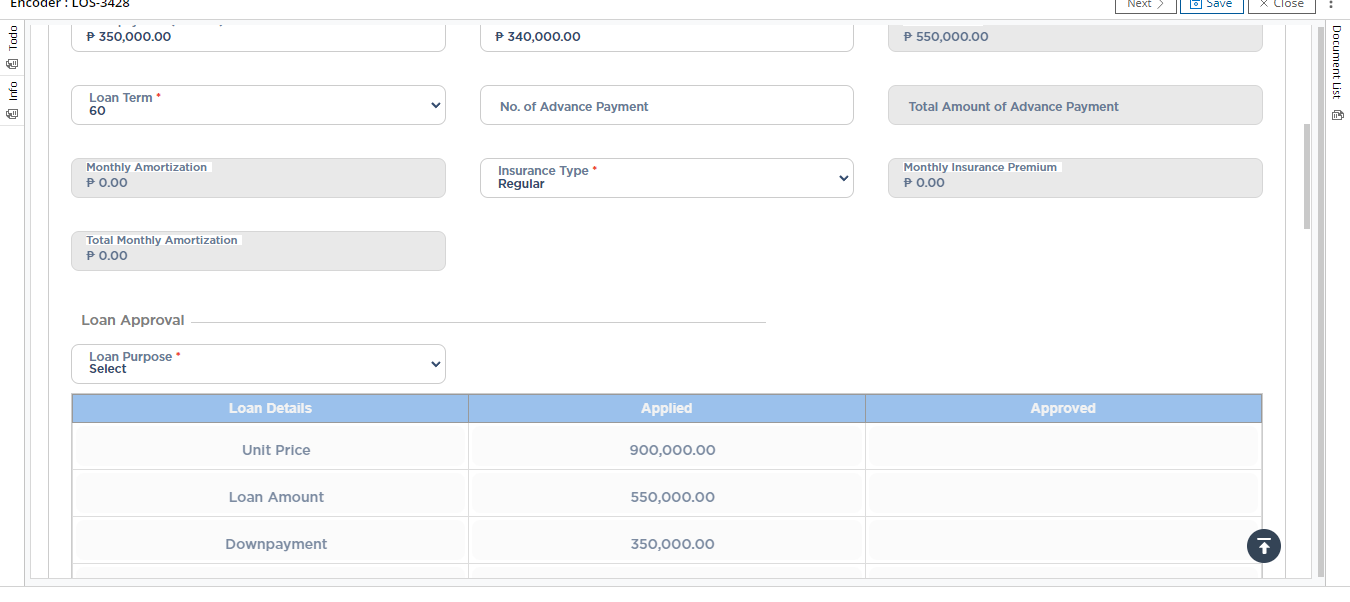 Encoder : LOS-3428
Next Save Close
Todo
Info
Document List
₱ 350,000.00 ₱ 340,000.00 ₱ 550,000.00
Loan Term *
60
No. of Advance Payment
Total Amount of Advance Payment
Monthly Amortization
₱ 0.00
Insurance Type *
Regular
Monthly Insurance Premium
₱ 0.00
Total Monthly Amortization
₱ 0.00
Loan Approval
Loan Purpose *
Select
Loan Details Applied Approved
Unit Price 900,000.00
Loan Amount 550,000.00
Downpayment 350,000.00